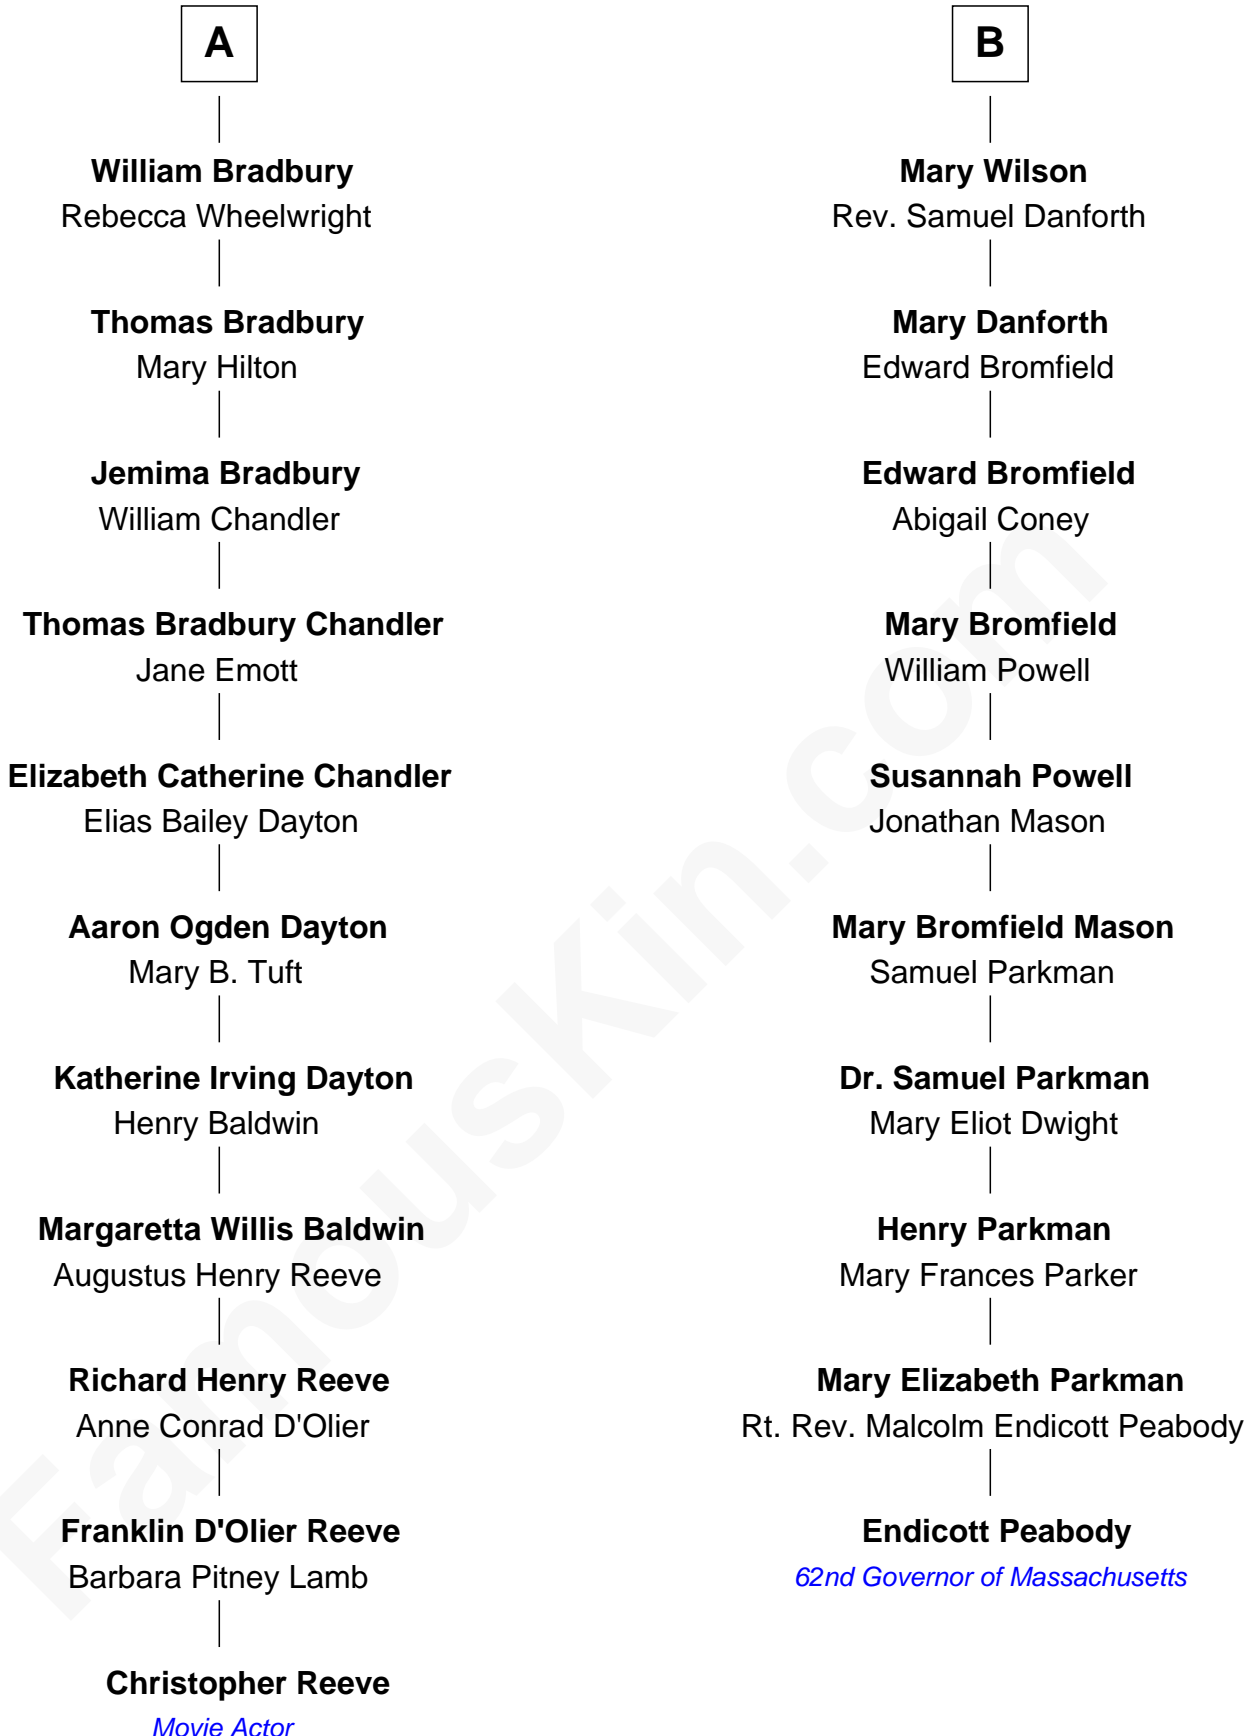 A
William Bradbury
Rebecca Wheelwright
Thomas Bradbury
Mary Hilton
Jemima Bradbury
William Chandler
Thomas Bradbury Chandler
Jane Emott
Elizabeth Catherine Chandler
Elias Bailey Dayton
Aaron Ogden Dayton
Mary B. Tuft
Katherine Irving Dayton
Henry Baldwin
Margaretta Willis Baldwin
Augustus Henry Reeve
Richard Henry Reeve
Anne Conrad D'Olier
Franklin D'Olier Reeve
Barbara Pitney Lamb
Christopher Reeve
Movie Actor
B
Mary Wilson
Rev. Samuel Danforth
Mary Danforth
Edward Bromfield
Edward Bromfield
Abigail Coney
Mary Bromfield
William Powell
Susannah Powell
Jonathan Mason
Mary Bromfield Mason
Samuel Parkman
Dr. Samuel Parkman
Mary Eliot Dwight
Henry Parkman
Mary Frances Parker
Mary Elizabeth Parkman
Rt. Rev. Malcolm Endicott Peabody
Endicott Peabody
62nd Governor of Massachusetts
FamousKin.com